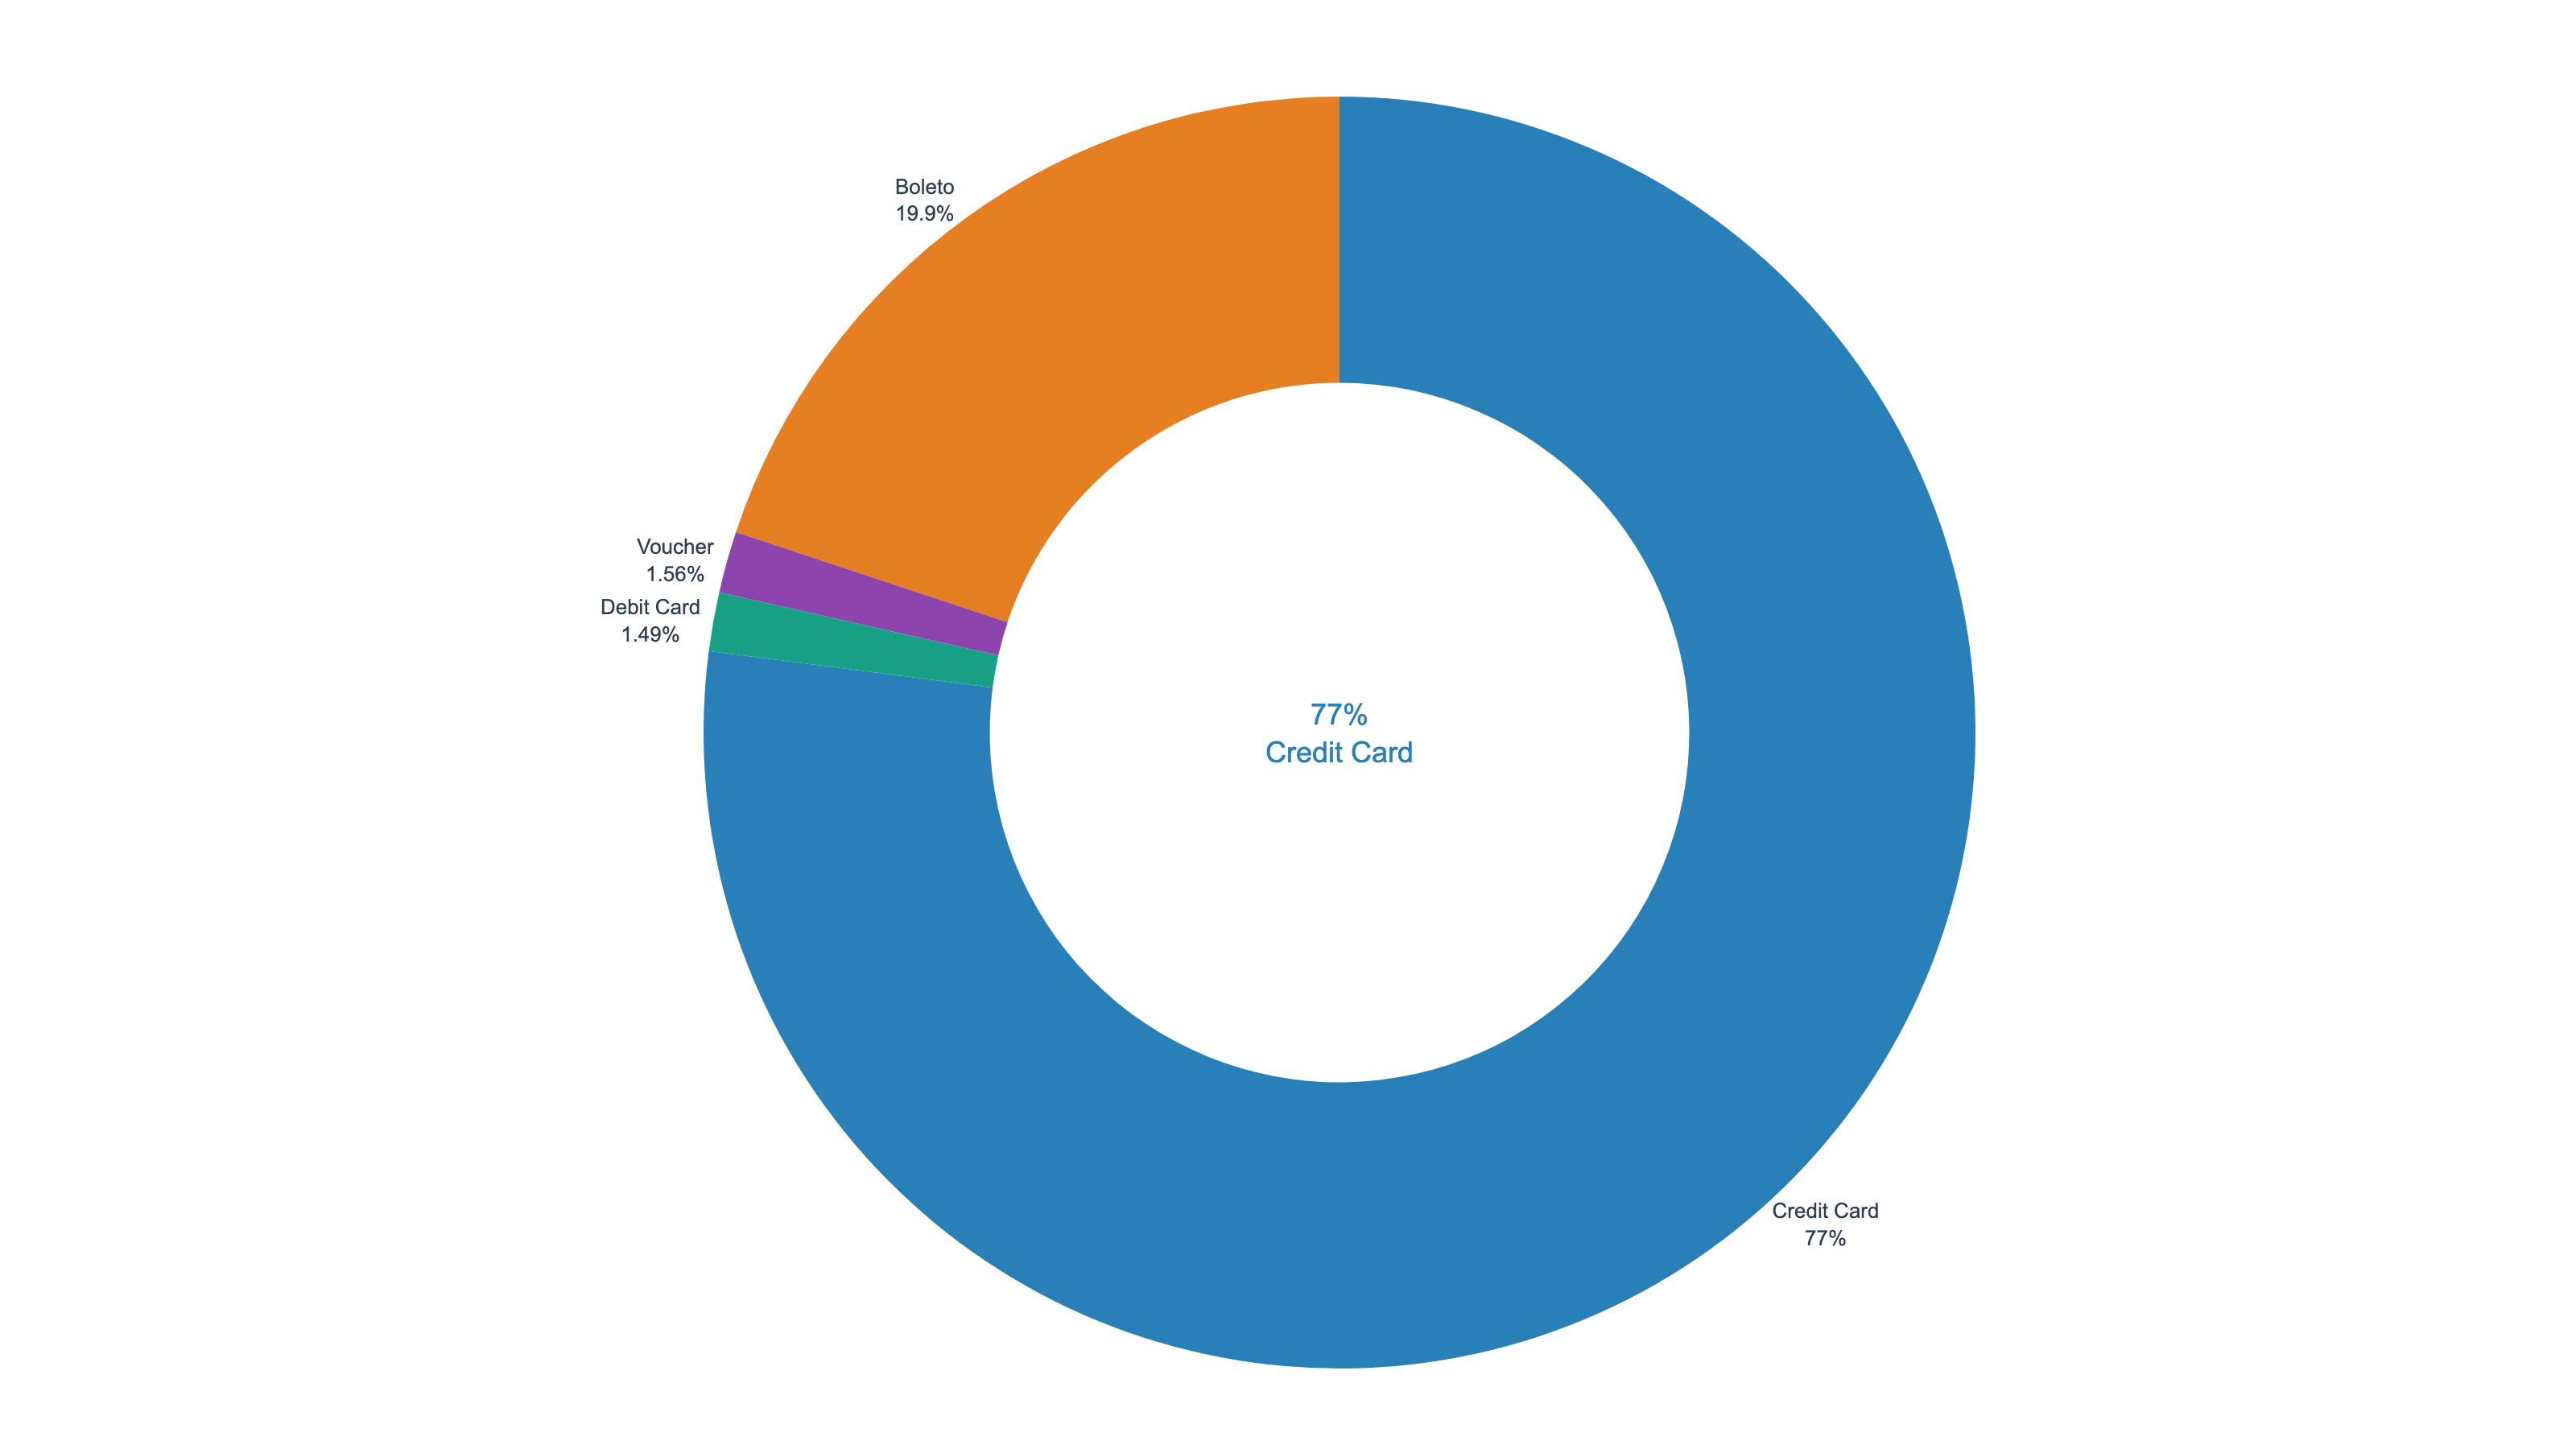 Boleto
19.9%
Voucher
1.56%
Debit Card
1.49%
77%
Credit Card
Credit Card
77%